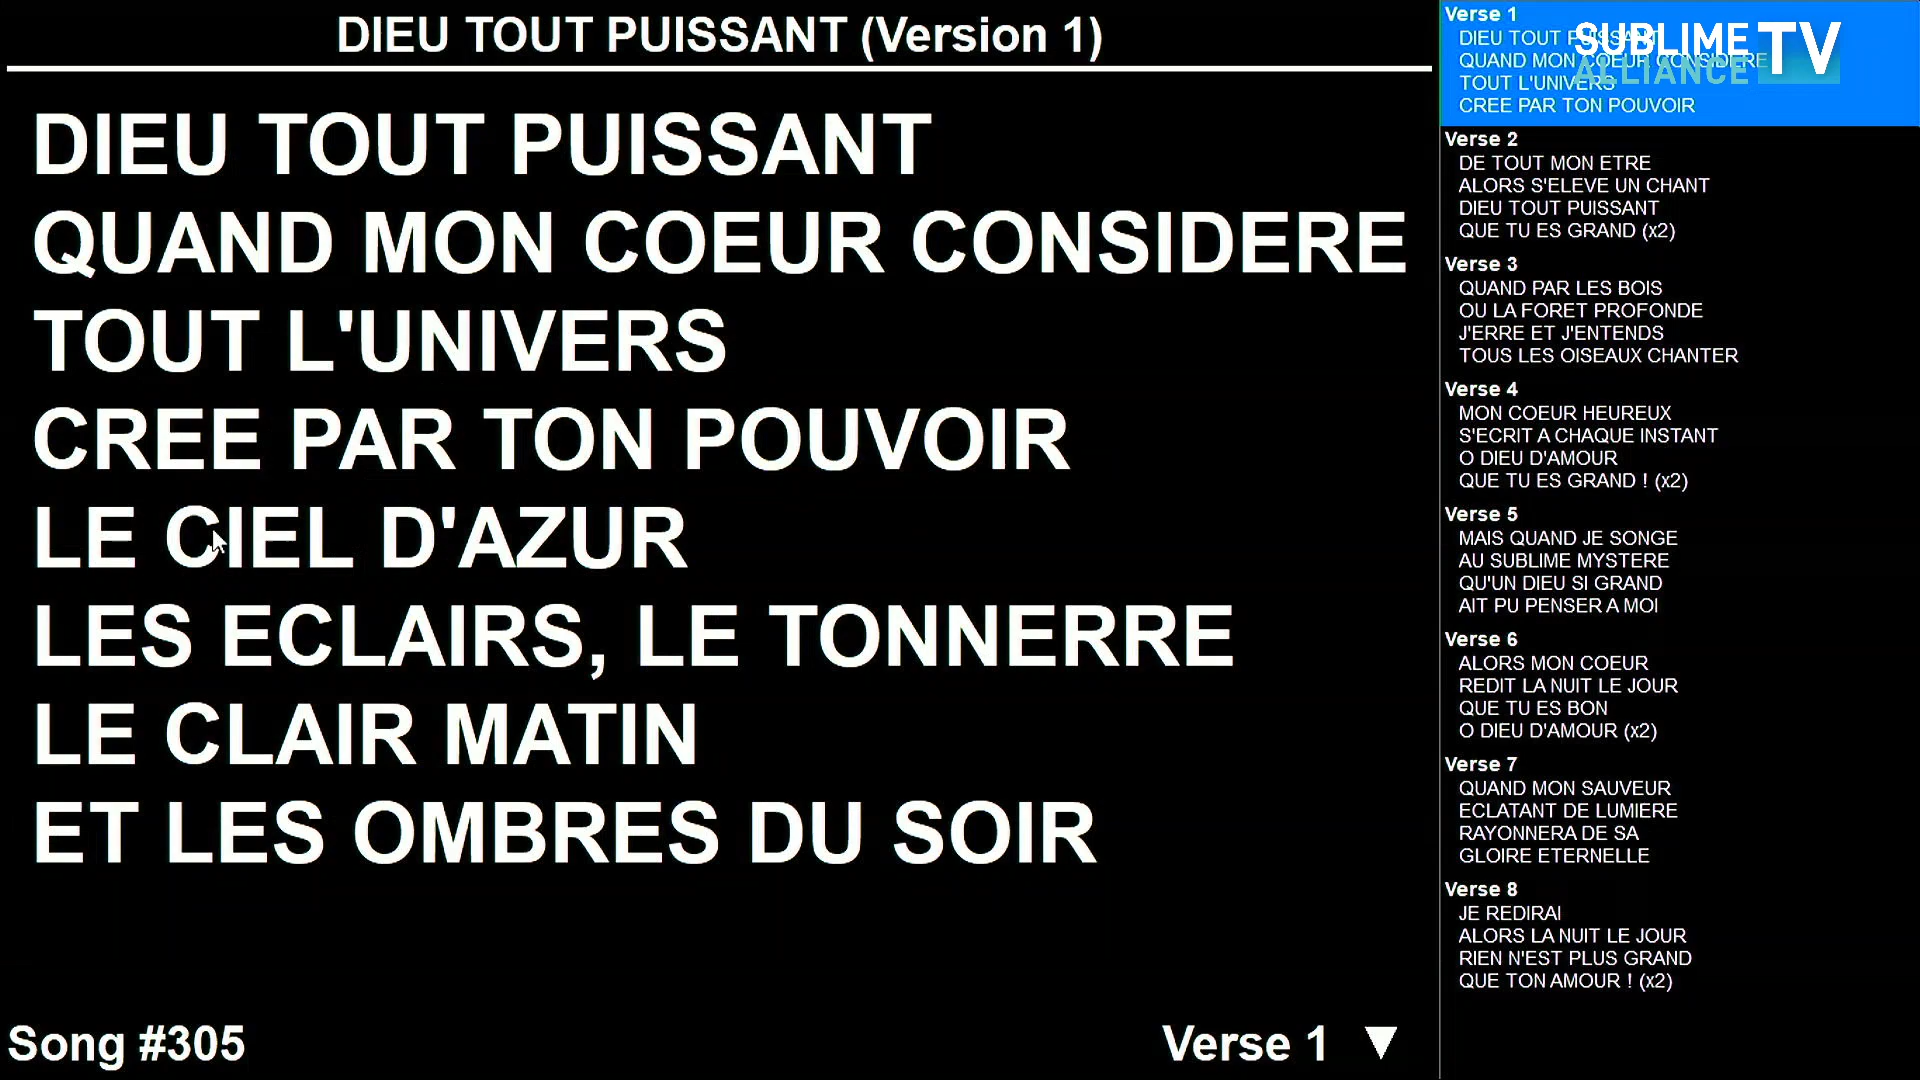 DIEU TOUT PUISSANT (Version 1)
DIEU TOUT PUISSANT
QUAND MON COEUR CONSIDERE
TOUT L'UNIVERS
CREE PAR TON POUVOIR
LE CIEL D'AZUR
LES ECLAIRS, LE TONNERRE
LE CLAIR MATIN
ET LES OMBRES DU SOIR
Song #305
Verse 1 ▼
Verse 1
DIEU TOUT PUISSANT
QUAND MON COEUR CONSIDERE
TOUT L'UNIVERS
CREE PAR TON POUVOIR
SUBLIME TV
ALLIANCE
Verse 2
DE TOUT MON ETRE
ALORS S'ELEVE UN CHANT
DIEU TOUT PUISSANT
QUE TU ES GRAND (x2)
Verse 3
QUAND PAR LES BOIS
OU LA FORET PROFONDE
J'ERRE ET J'ENTENDS
TOUS LES OISEAUX CHANTER
Verse 4
MON COEUR HEUREUX
S'ECRIT A CHAQUE INSTANT
O DIEU D'AMOUR
QUE TU ES GRAND ! (x2)
Verse 5
MAIS QUAND JE SONGE
AU SUBLIME MYSTERE
QU'UN DIEU SI GRAND
AIT PU PENSER A MOI
Verse 6
ALORS MON COEUR
REDIT LA NUIT LE JOUR
QUE TU ES BON
O DIEU D'AMOUR (x2)
Verse 7
QUAND MON SAUVEUR
ECLATANT DE LUMIERE
RAYONNERA DE SA
GLOIRE ETERNELLE
Verse 8
JE REDIRAI
ALORS LA NUIT LE JOUR
RIEN N'EST PLUS GRAND
QUE TON AMOUR ! (x2)